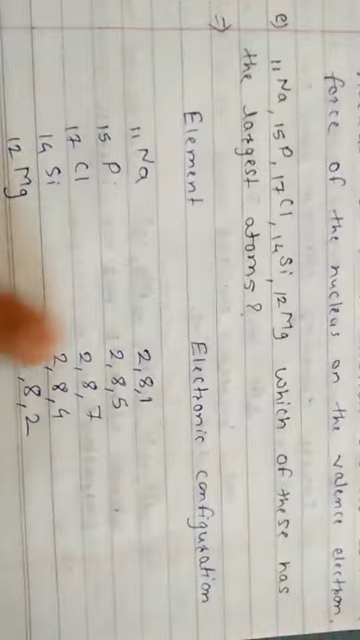 force of the nucleus on the valence electron.
e) 11Na, 15P, 17Cl, 14Si, 12Mg which of these has
the largest atoms?
⇒ Element Electronic configuration
11Na 2,8,1
15P 2,8,5
17Cl 2,8,7
14Si 2,8,4
12Mg ,8,2